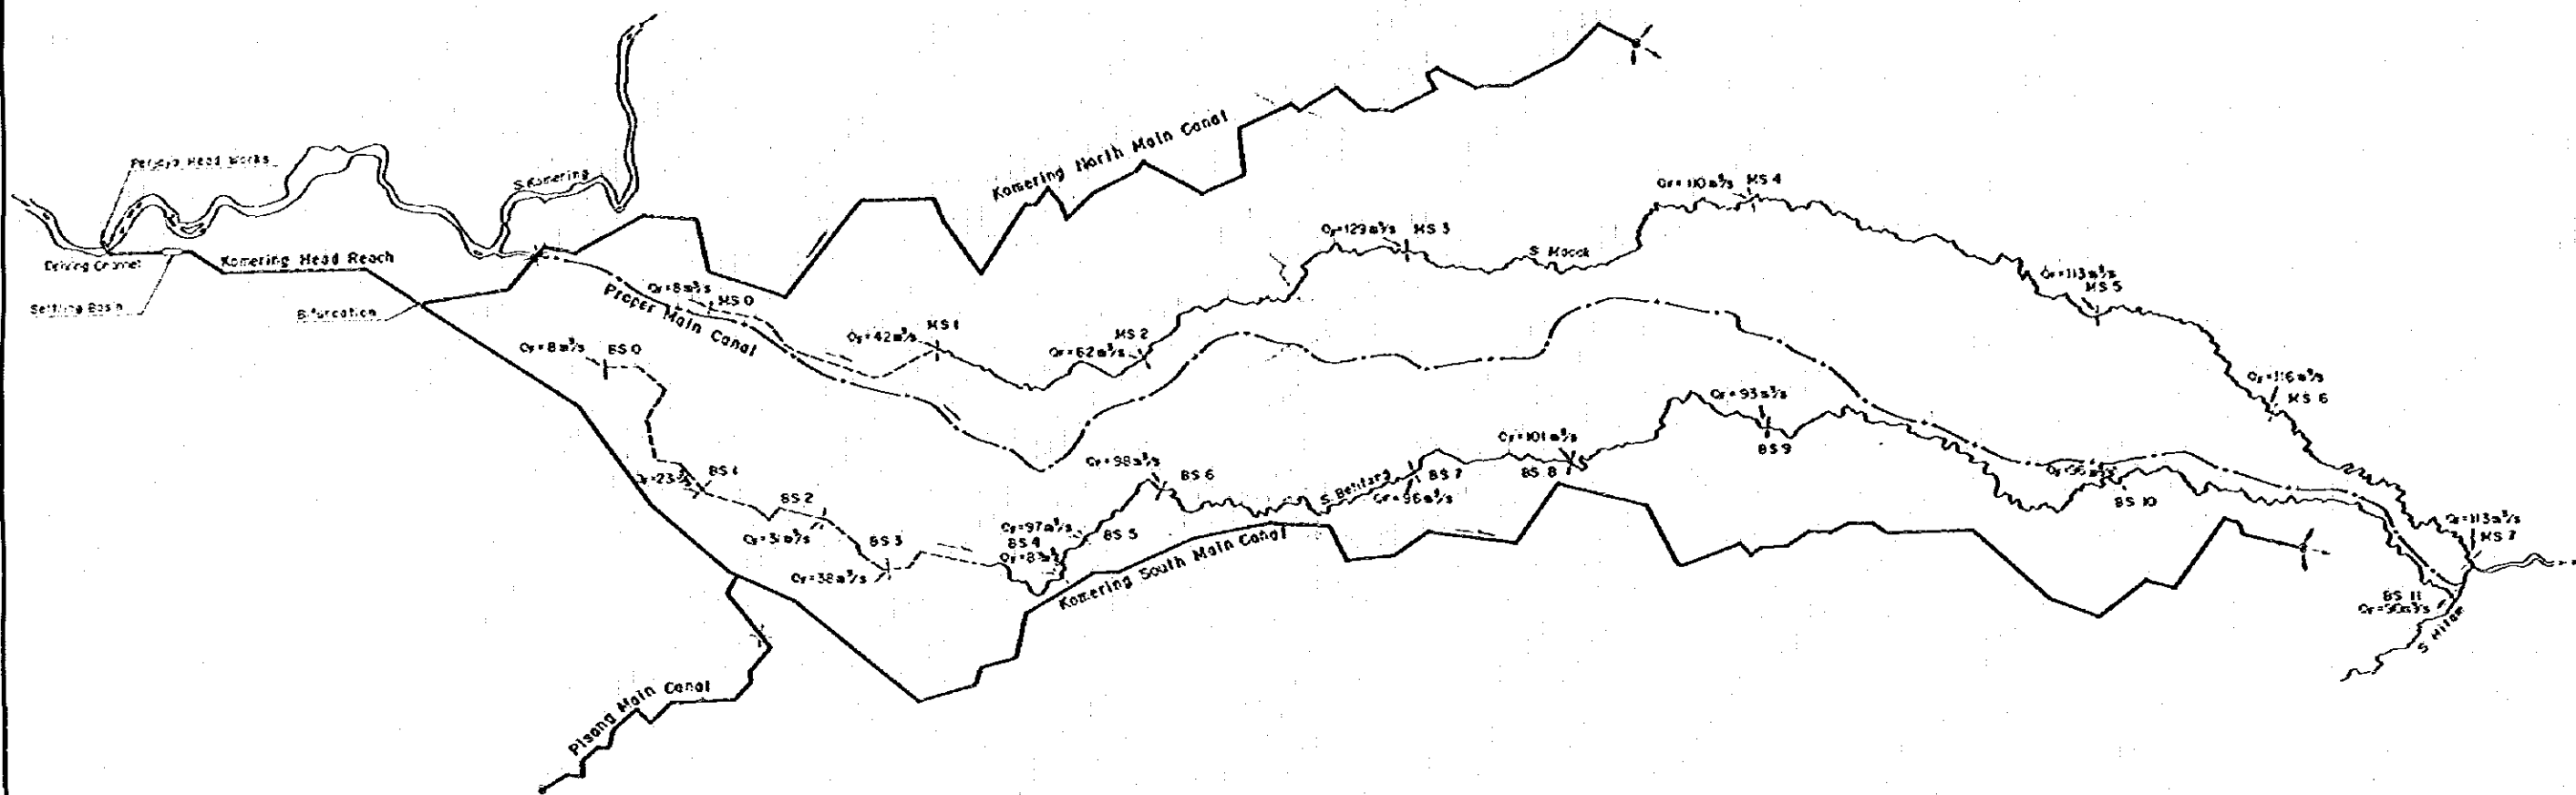 Head Works
S. Komering
Driving Channel
Settling Basin
Komering Head Reach
Bifurcation
Komering North Main Canal
Proper Main Canal
Qr=8m³/s MS 0
Qr=42m³/s MS 1
MS 2
Qr=62m³/s
Qr=129m³/s MS 3
S. Macak
Qr=110m³/s MS 4
Qr=113m³/s
MS 5
Qr=116m³/s
MS 6
Qr=113m³/s
MS 7
Qr=8m³/s BS 0
BS 1
BS 2
Qr=31m³/s
BS 3
Qr=38m³/s
Qr=97m³/s
BS 4
BS 5
Qr=98m³/s
BS 6
S. Belitang
BS 7
Qr=96m³/s
Qr=101m³/s
BS 8
Qr=93m³/s
BS 9
BS 10
BS 11
Qr=90m³/s
Komering South Main Canal
Pisang Main Canal